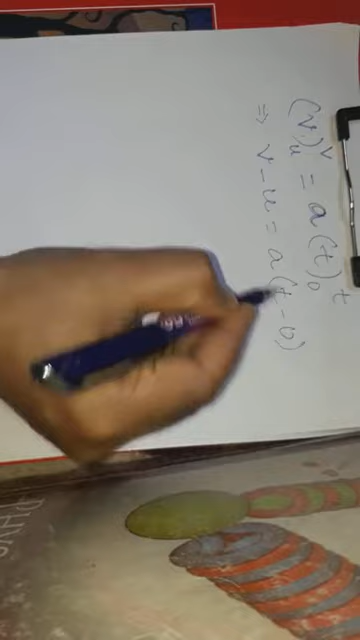 (v)ᵥᵤ = a(t)₀ᵗ
⇒ v - u = a(t - 0)